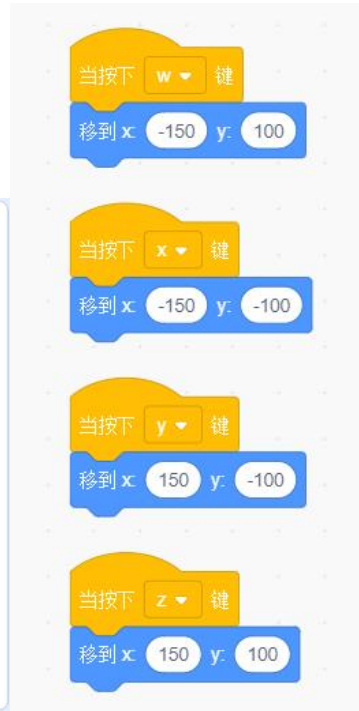 当按下 w 键
移到 x: -150 y: 100
当按下 x 键
移到 x: -150 y: -100
当按下 y 键
移到 x: 150 y: -100
当按下 z 键
移到 x: 150 y: 100